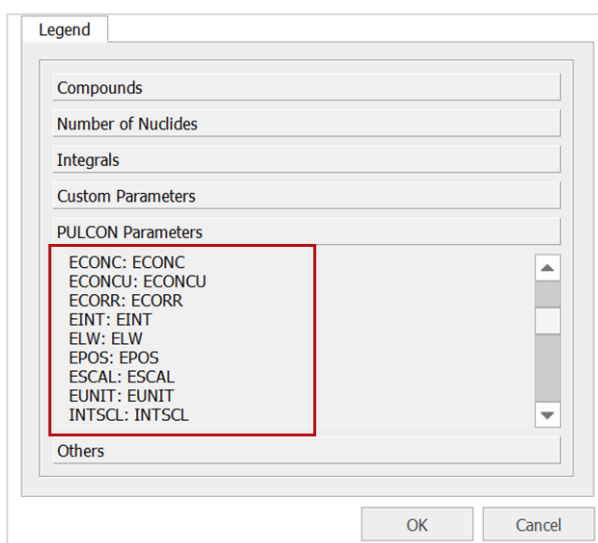 Legend
Compounds
Number of Nuclides
Integrals
Custom Parameters
PULCON Parameters
ECONC: ECONC
ECONCU: ECONCU
ECORR: ECORR
EINT: EINT
ELW: ELW
EPOS: EPOS
ESCAL: ESCAL
EUNIT: EUNIT
INTSCL: INTSCL
Others
OK Cancel